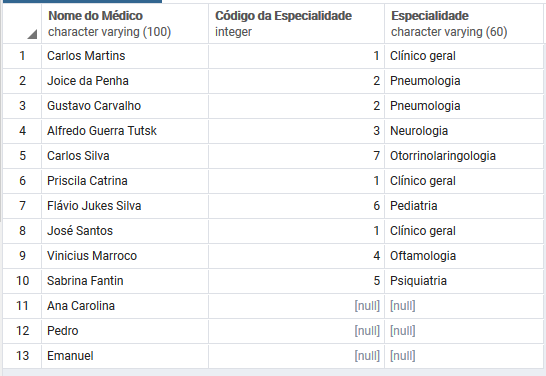 Nome do Médico Código da Especialidade Especialidade
character varying (100) integer character varying (60)
1 Carlos Martins 1 Clínico geral
2 Joice da Penha 2 Pneumologia
3 Gustavo Carvalho 2 Pneumologia
4 Alfredo Guerra Tutsk 3 Neurologia
5 Carlos Silva 7 Otorrinolaringologia
6 Priscila Catrina 1 Clínico geral
7 Flávio Jukes Silva 6 Pediatria
8 José Santos 1 Clínico geral
9 Vinicius Marroco 4 Oftamologia
10 Sabrina Fantin 5 Psiquiatria
11 Ana Carolina [null] [null]
12 Pedro [null] [null]
13 Emanuel [null] [null]